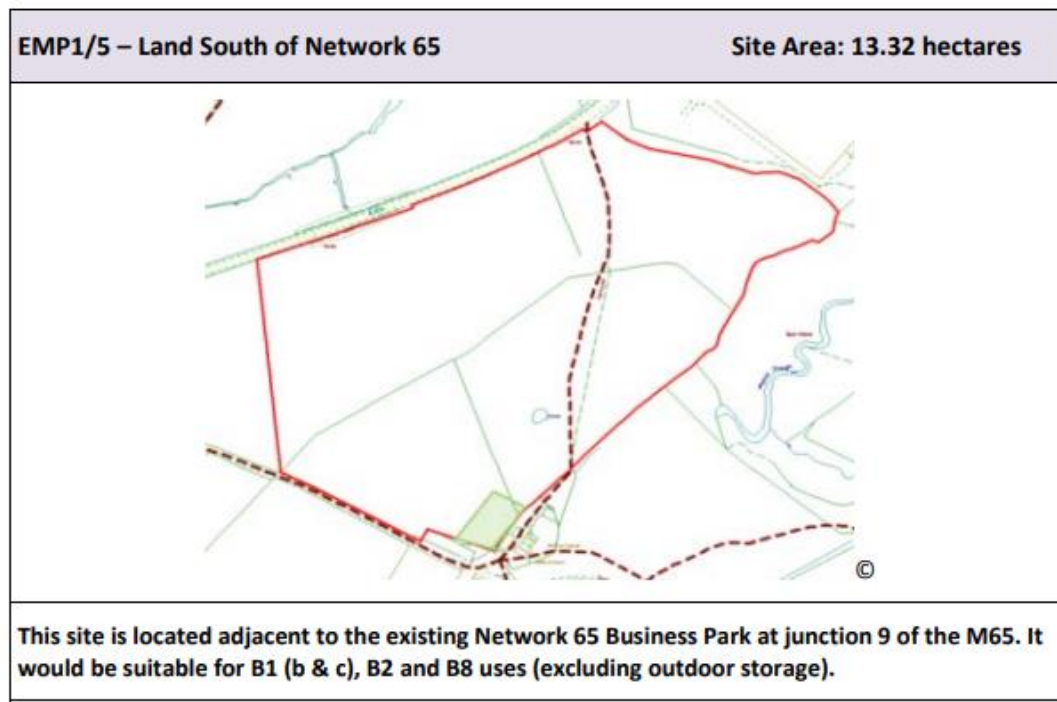 EMP1/5 – Land South of Network 65 Site Area: 13.32 hectares
©
This site is located adjacent to the existing Network 65 Business Park at junction 9 of the M65. It
would be suitable for B1 (b & c), B2 and B8 uses (excluding outdoor storage).